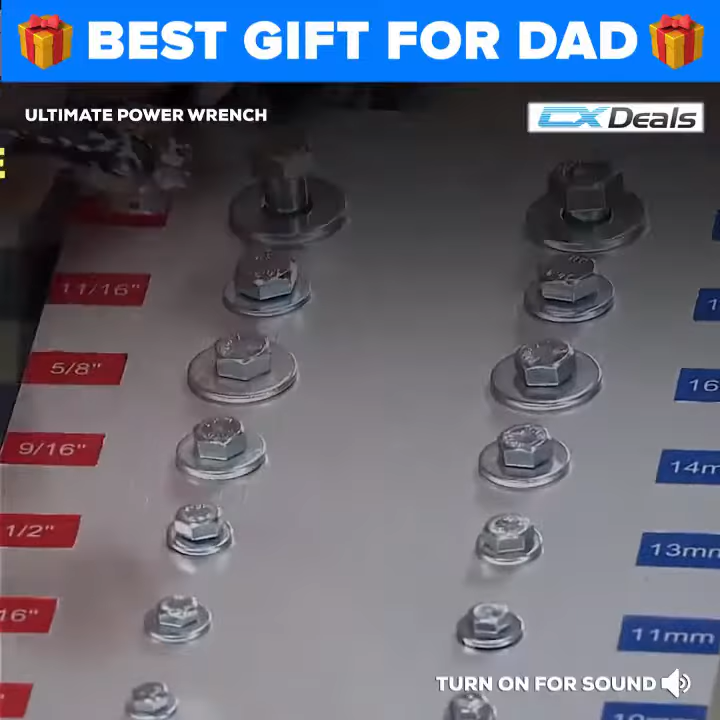 BEST GIFT FOR DAD
ULTIMATE POWER WRENCH
CX Deals
11/16"
5/8"
16
9/16"
14m
1/2"
13mm
16"
11mm
TURN ON FOR SOUND